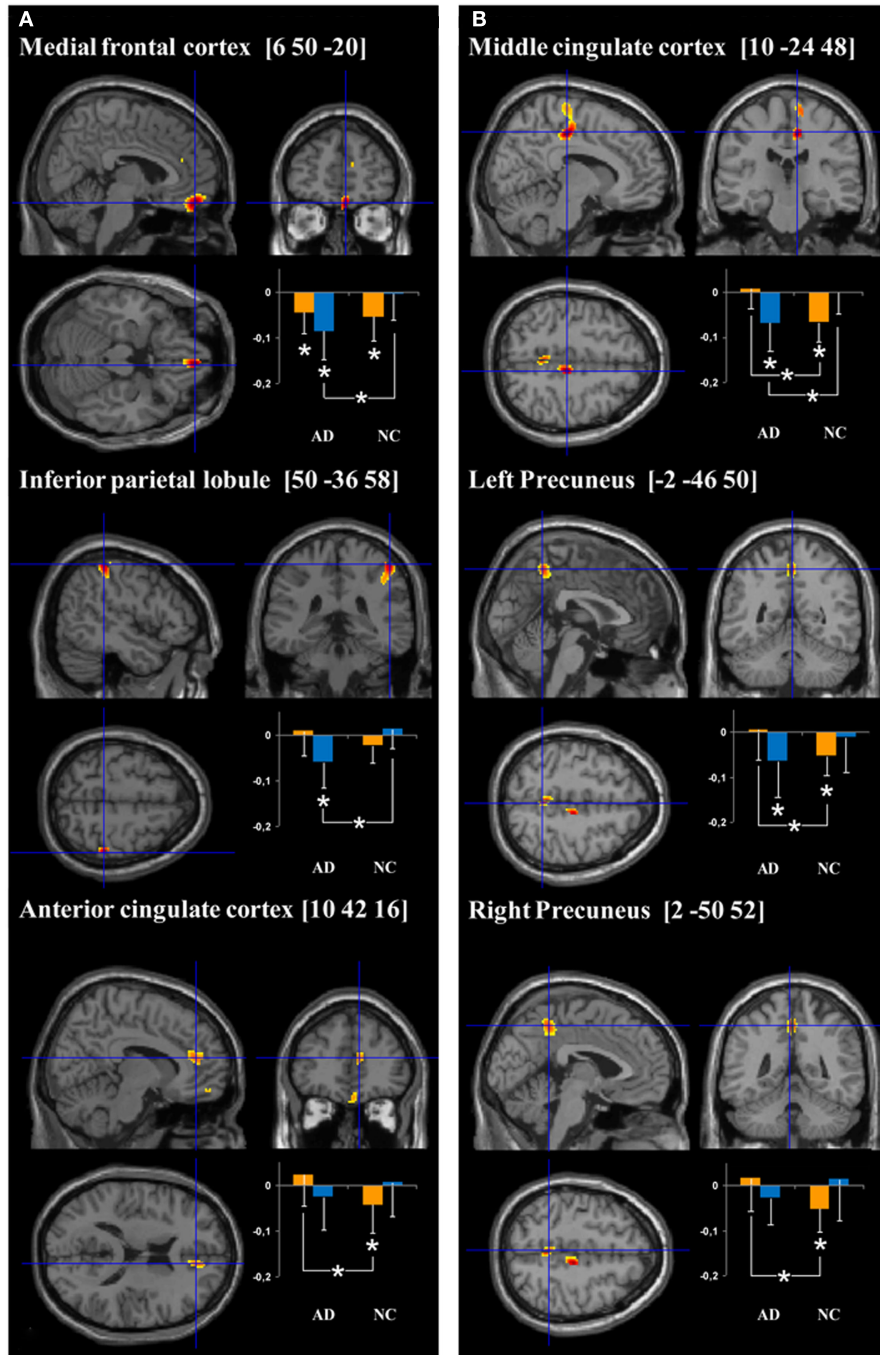 A
Medial frontal cortex [6 50 -20]
0
-0,1
-0,2
* * *
*
AD NC
Inferior parietal lobule [50 -36 58]
0
-0,1
-0,2
*
*
AD NC
Anterior cingulate cortex [10 42 16]
0
-0,1
-0,2
*
*
AD NC
B
Middle cingulate cortex [10 -24 48]
0
-0,1
-0,2
* *
*
*
AD NC
Left Precuneus [-2 -46 50]
0
-0,1
-0,2
* *
*
AD NC
Right Precuneus [2 -50 52]
0
-0,1
-0,2
*
*
AD NC